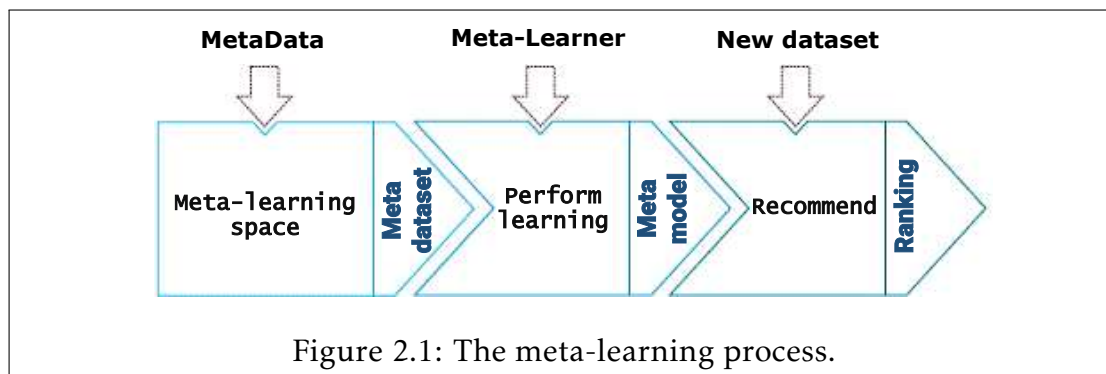 MetaData
Meta-Learner
New dataset
Meta-learning
space
Meta
dataset
Perform
learning
Meta
model
Recommend
Ranking
Figure 2.1: The meta-learning process.